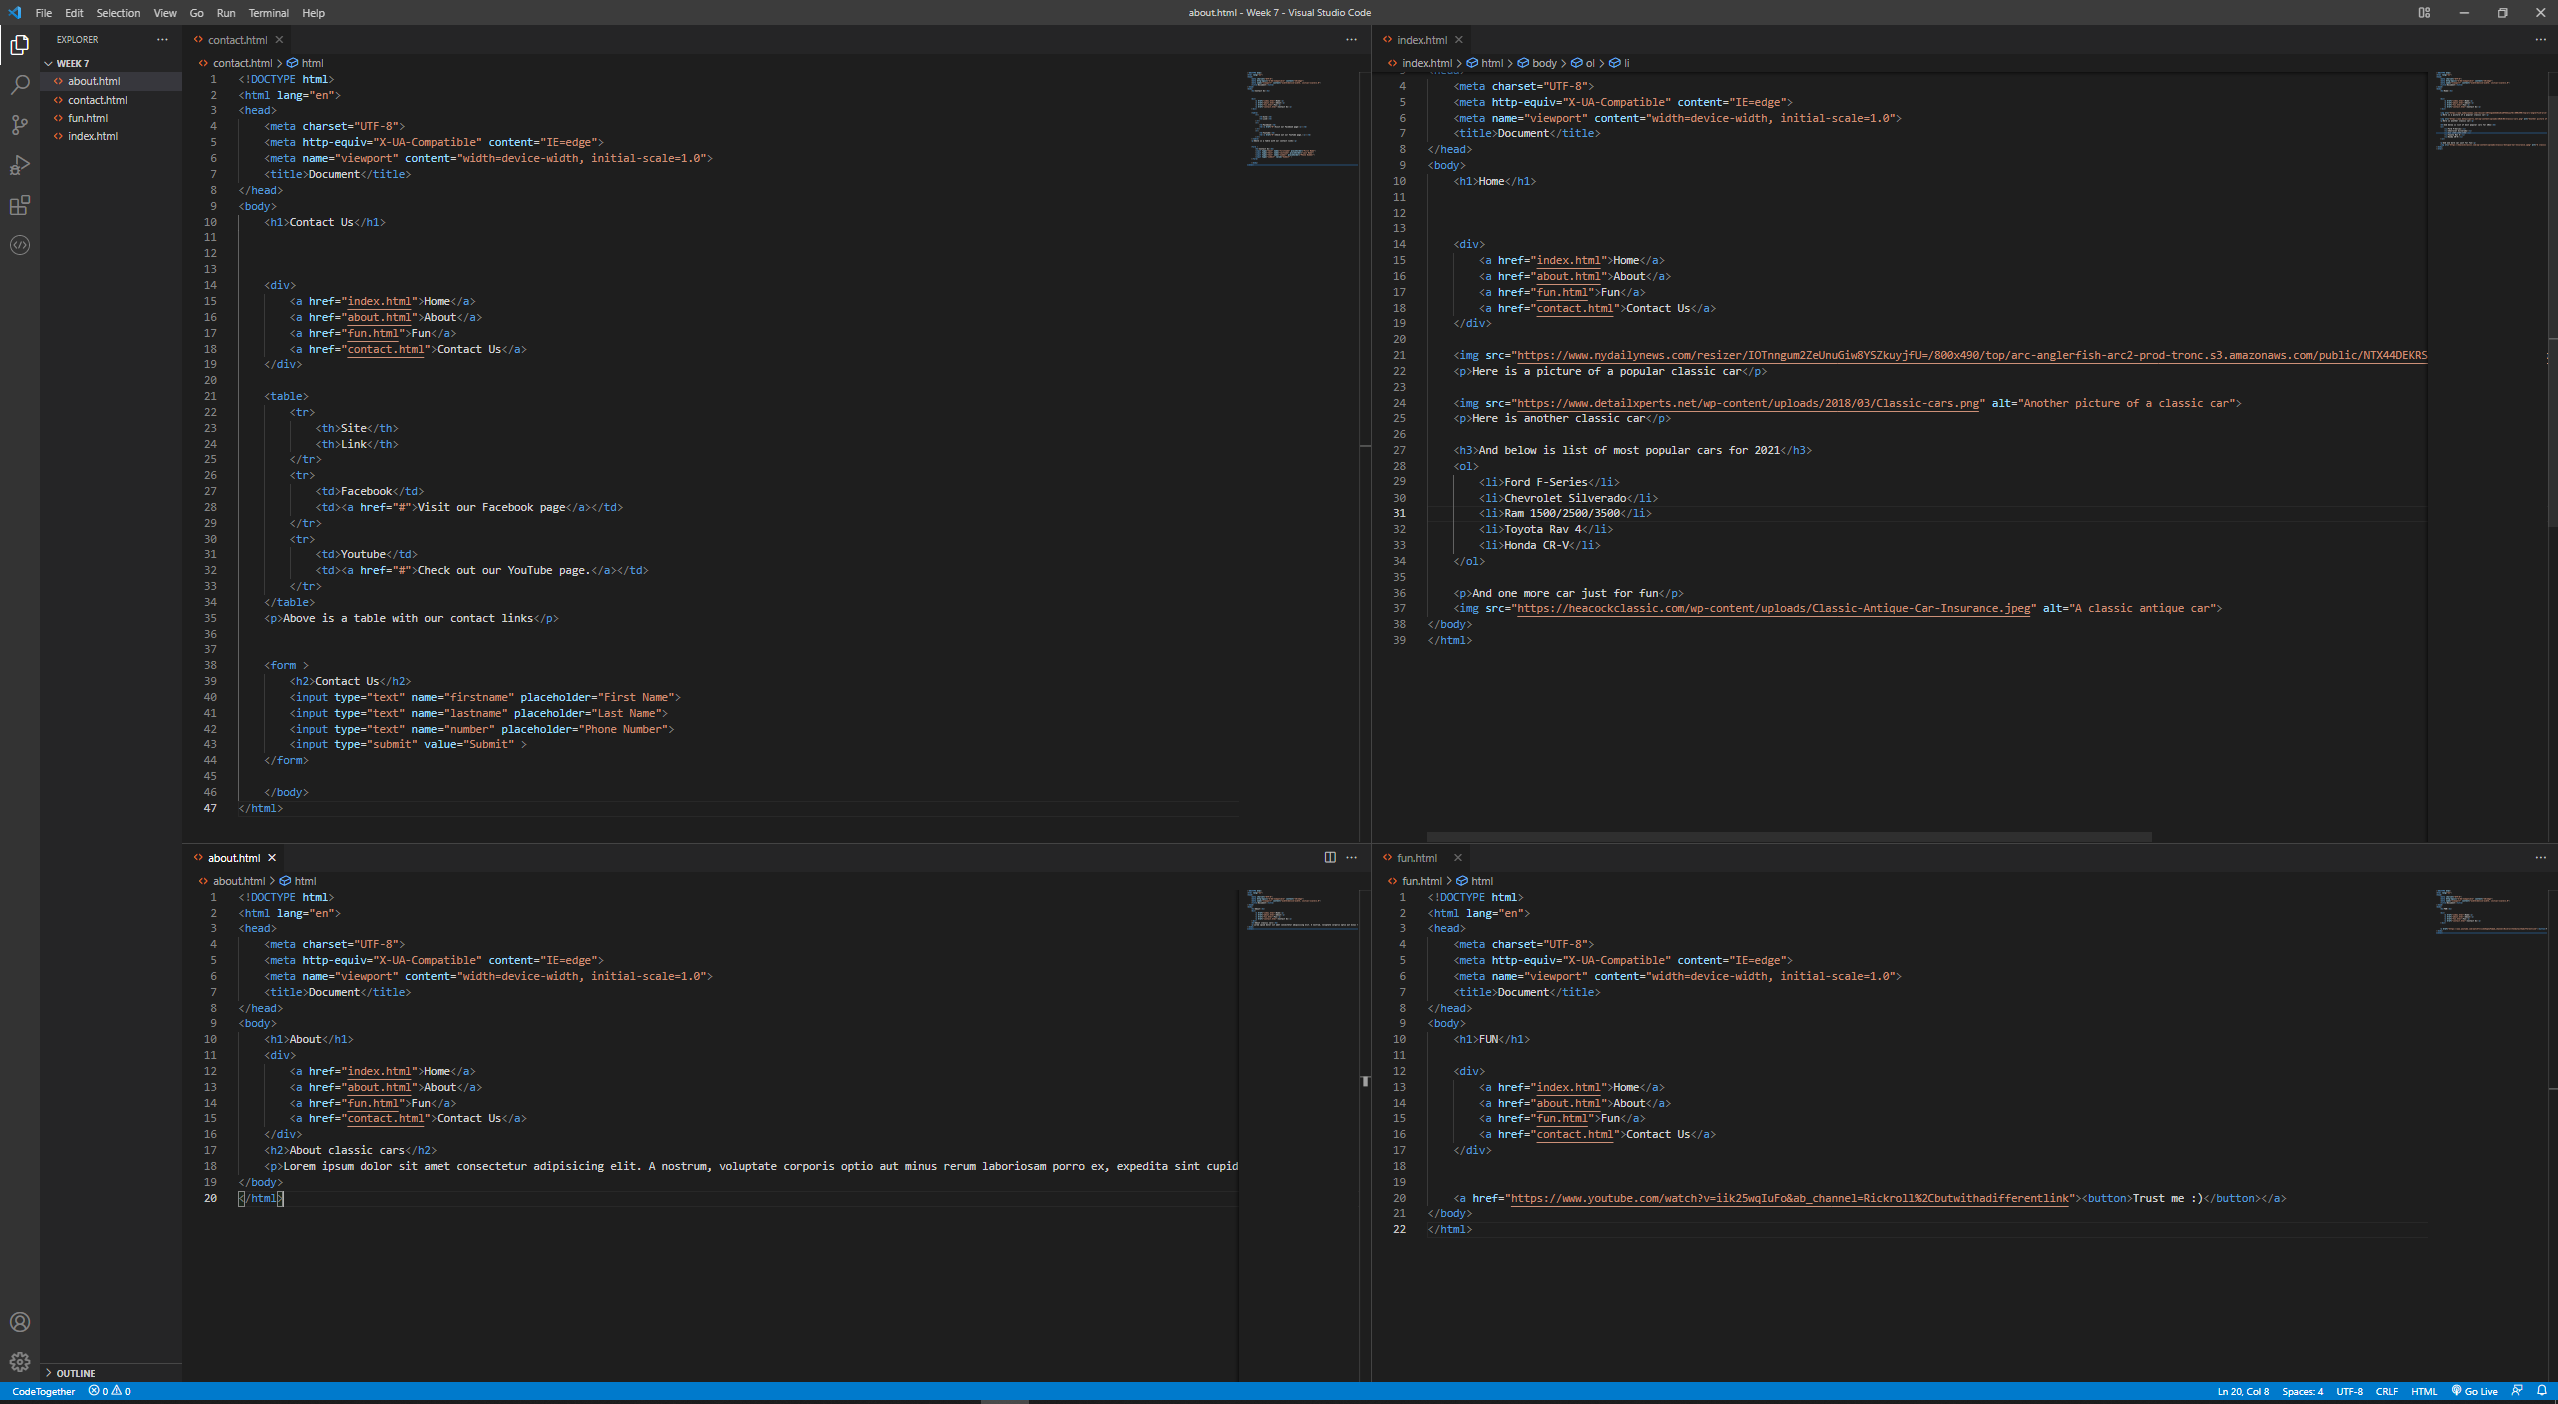 File Edit Selection View Go Run Terminal Help
about.html - Week 7 - Visual Studio Code
EXPLORER
WEEK 7
about.html
contact.html
fun.html
index.html
OUTLINE
contact.html
contact.html > html
1 <!DOCTYPE html>
2 <html lang="en">
3 <head>
4 <meta charset="UTF-8">
5 <meta http-equiv="X-UA-Compatible" content="IE=edge">
6 <meta name="viewport" content="width=device-width, initial-scale=1.0">
7 <title>Document</title>
8 </head>
9 <body>
10 <h1>Contact Us</h1>
11
12
13
14 <div>
15 <a href="index.html">Home</a>
16 <a href="about.html">About</a>
17 <a href="fun.html">Fun</a>
18 <a href="contact.html">Contact Us</a>
19 </div>
20
21 <table>
22 <tr>
23 <th>Site</th>
24 <th>Link</th>
25 </tr>
26 <tr>
27 <td>Facebook</td>
28 <td><a href="#">Visit our Facebook page</a></td>
29 </tr>
30 <tr>
31 <td>Youtube</td>
32 <td><a href="#">Check out our YouTube page.</a></td>
33 </tr>
34 </table>
35 <p>Above is a table with our contact links</p>
36
37
38 <form >
39 <h2>Contact Us</h2>
40 <input type="text" name="firstname" placeholder="First Name">
41 <input type="text" name="lastname" placeholder="Last Name">
42 <input type="text" name="number" placeholder="Phone Number">
43 <input type="submit" value="Submit" >
44 </form>
45
46 </body>
47 </html>
index.html
index.html > html > body > ol > li
3 <head>
4 <meta charset="UTF-8">
5 <meta http-equiv="X-UA-Compatible" content="IE=edge">
6 <meta name="viewport" content="width=device-width, initial-scale=1.0">
7 <title>Document</title>
8 </head>
9 <body>
10 <h1>Home</h1>
11
12
13
14 <div>
15 <a href="index.html">Home</a>
16 <a href="about.html">About</a>
17 <a href="fun.html">Fun</a>
18 <a href="contact.html">Contact Us</a>
19 </div>
20
21 <img src="https://www.nydailynews.com/resizer/IOTnngum2ZeUnuGiw8YSZkuyjfU=/800x490/top/arc-anglerfish-arc2-prod-tronc.s3.amazonaws.com/public/NTX44DEKRS
22 <p>Here is a picture of a popular classic car</p>
23
24 <img src="https://www.detailxperts.net/wp-content/uploads/2018/03/Classic-cars.png" alt="Another picture of a classic car">
25 <p>Here is another classic car</p>
26
27 <h3>And below is list of most popular cars for 2021</h3>
28 <ol>
29 <li>Ford F-Series</li>
30 <li>Chevrolet Silverado</li>
31 <li>Ram 1500/2500/3500</li>
32 <li>Toyota Rav 4</li>
33 <li>Honda CR-V</li>
34 </ol>
35
36 <p>And one more car just for fun</p>
37 <img src="https://heacockclassic.com/wp-content/uploads/Classic-Antique-Car-Insurance.jpeg" alt="A classic antique car">
38 </body>
39 </html>
about.html
about.html > html
1 <!DOCTYPE html>
2 <html lang="en">
3 <head>
4 <meta charset="UTF-8">
5 <meta http-equiv="X-UA-Compatible" content="IE=edge">
6 <meta name="viewport" content="width=device-width, initial-scale=1.0">
7 <title>Document</title>
8 </head>
9 <body>
10 <h1>About</h1>
11 <div>
12 <a href="index.html">Home</a>
13 <a href="about.html">About</a>
14 <a href="fun.html">Fun</a>
15 <a href="contact.html">Contact Us</a>
16 </div>
17 <h2>About classic cars</h2>
18 <p>Lorem ipsum dolor sit amet consectetur adipisicing elit. A nostrum, voluptate corporis optio aut minus rerum laboriosam porro ex, expedita sint cupid
19 </body>
20 </html>
fun.html
fun.html > html
1 <!DOCTYPE html>
2 <html lang="en">
3 <head>
4 <meta charset="UTF-8">
5 <meta http-equiv="X-UA-Compatible" content="IE=edge">
6 <meta name="viewport" content="width=device-width, initial-scale=1.0">
7 <title>Document</title>
8 </head>
9 <body>
10 <h1>FUN</h1>
11
12 <div>
13 <a href="index.html">Home</a>
14 <a href="about.html">About</a>
15 <a href="fun.html">Fun</a>
16 <a href="contact.html">Contact Us</a>
17 </div>
18
19
20 <a href="https://www.youtube.com/watch?v=iik25wqIuFo&ab_channel=Rickroll%2Cbutwithadifferentlink"><button>Trust me :)</button></a>
21 </body>
22 </html>
CodeTogether 0 0
Ln 20, Col 8 Spaces: 4 UTF-8 CRLF HTML Go Live